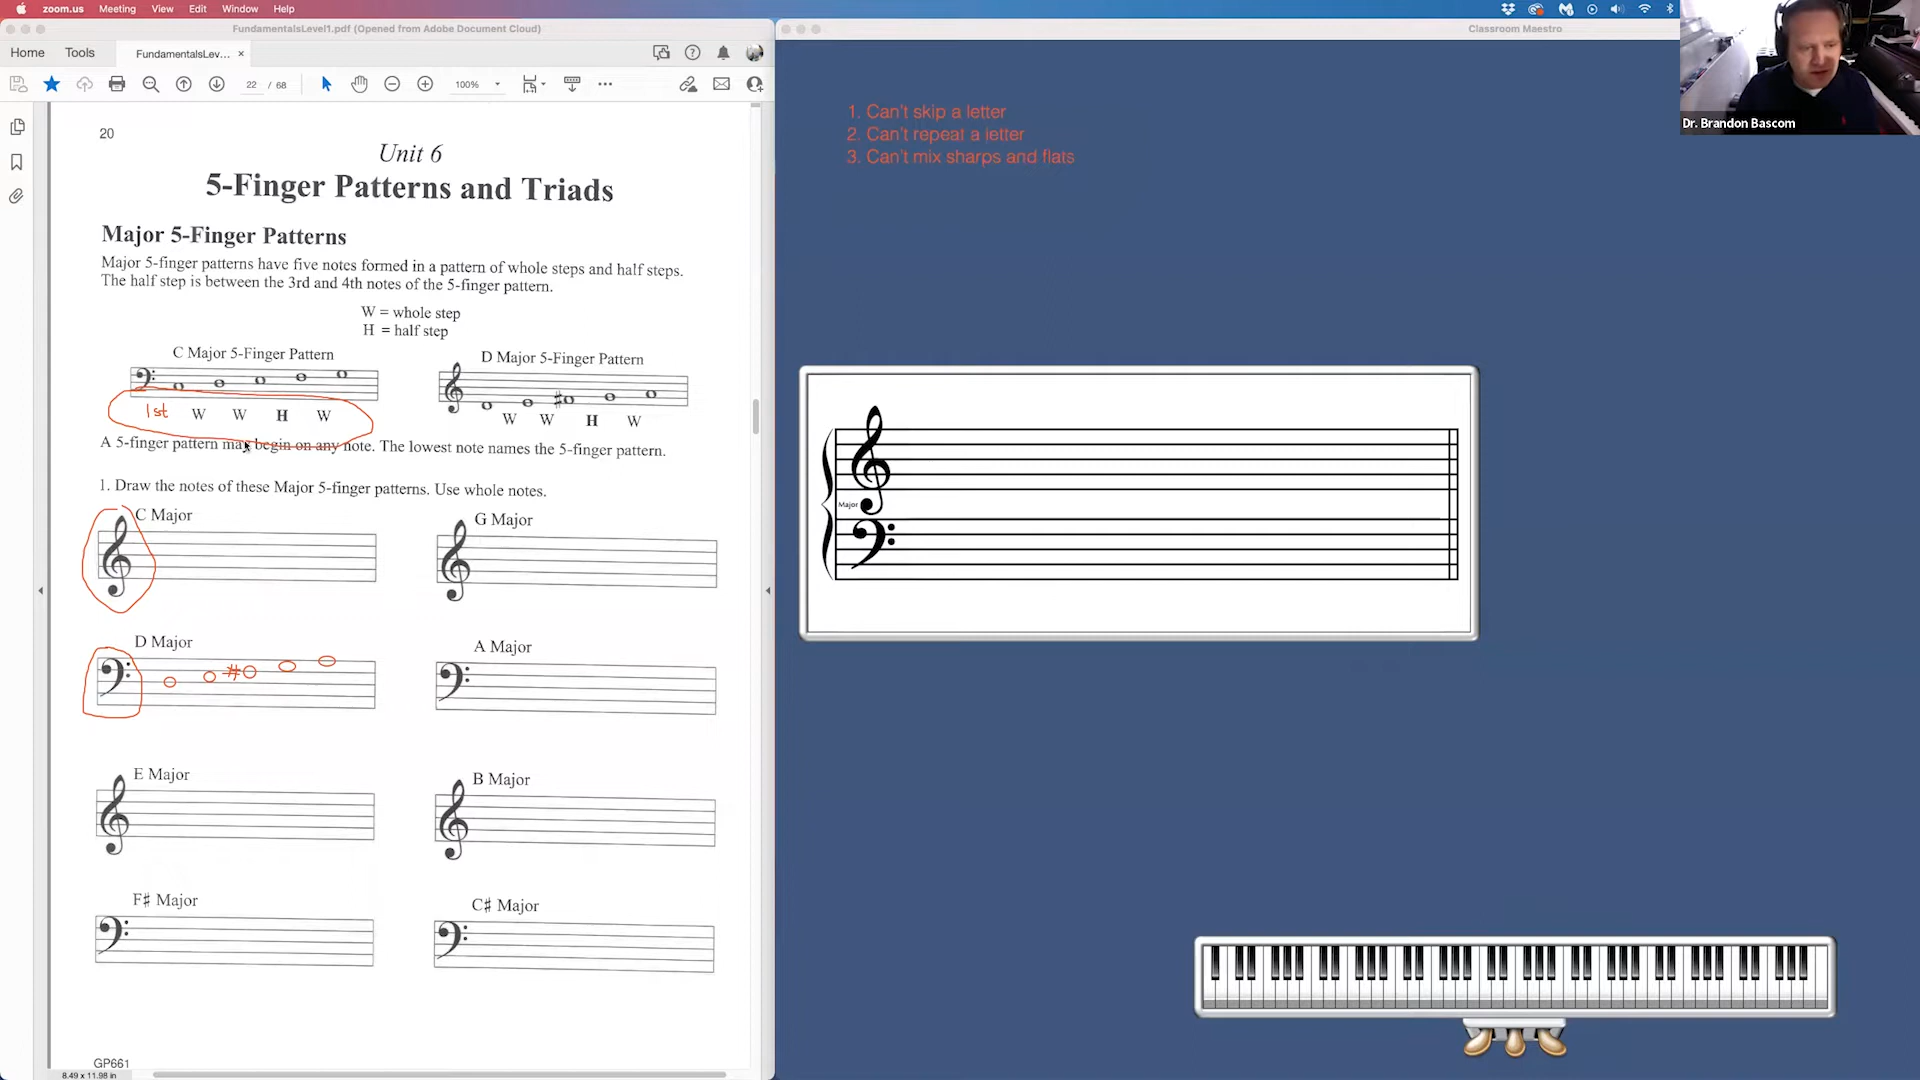 zoom.us Meeting View Edit Window Help
FundamentalsLevel1.pdf (Opened from Adobe Document Cloud)
Classroom Maestro
Home Tools FundamentalsLev... ×
22 / 68 100%
20
Unit 6
5-Finger Patterns and Triads
Major 5-Finger Patterns
Major 5-finger patterns have five notes formed in a pattern of whole steps and half steps.
The half step is between the 3rd and 4th notes of the 5-finger pattern.
W = whole step
H = half step
C Major 5-Finger Pattern
D Major 5-Finger Pattern
1st W W H W
W W H W
A 5-finger pattern may begin on any note. The lowest note names the 5-finger pattern.
1. Draw the notes of these Major 5-finger patterns. Use whole notes.
C Major
G Major
D Major
A Major
E Major
B Major
F♯ Major
C♯ Major
GP661
8.49 x 11.98 in
1. Can't skip a letter
2. Can't repeat a letter
3. Can't mix sharps and flats
Major
Dr. Brandon Bascom